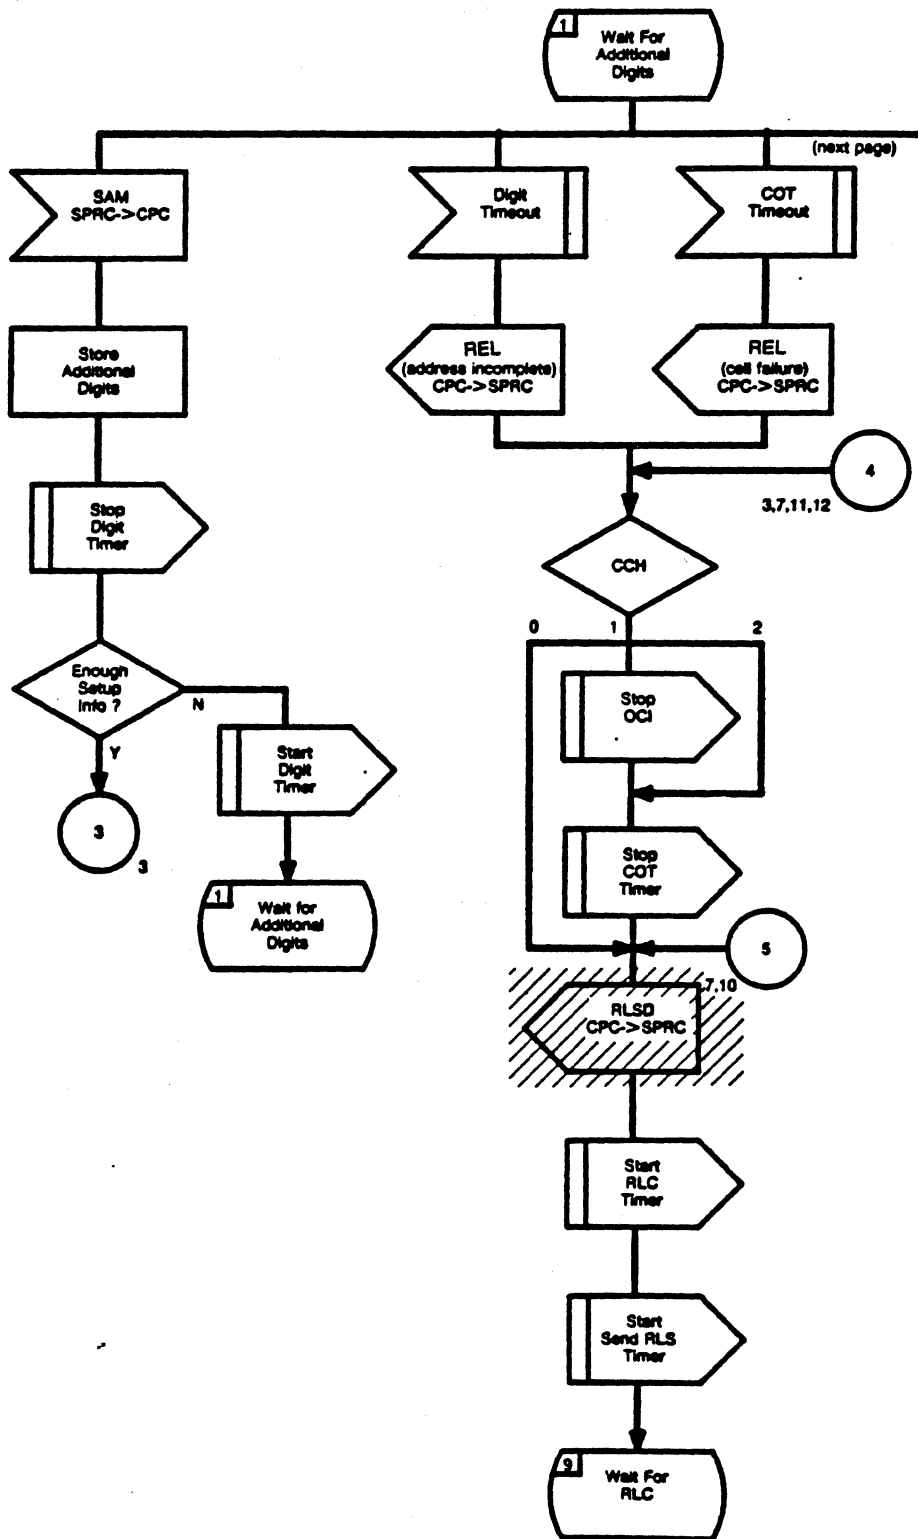 1
Wait For
Additional
Digits
(next page)
SAM
SPRC->CPC
Digit
Timeout
COT
Timeout
Store
Additional
Digits
REL
(address incomplete)
CPC->SPRC
REL
(call failure)
CPC->SPRC
4
3,7,11,12
Stop
Digit
Timer
CCH
0
1
2
Enough
Setup
Info ?
N
Y
Stop
OCI
Start
Digit
Timer
3
3
Stop
COT
Timer
1
Wait for
Additional
Digits
5
7,10
RLSD
CPC->SPRC
Start
RLC
Timer
Start
Send RLS
Timer
9
Wait For
RLC